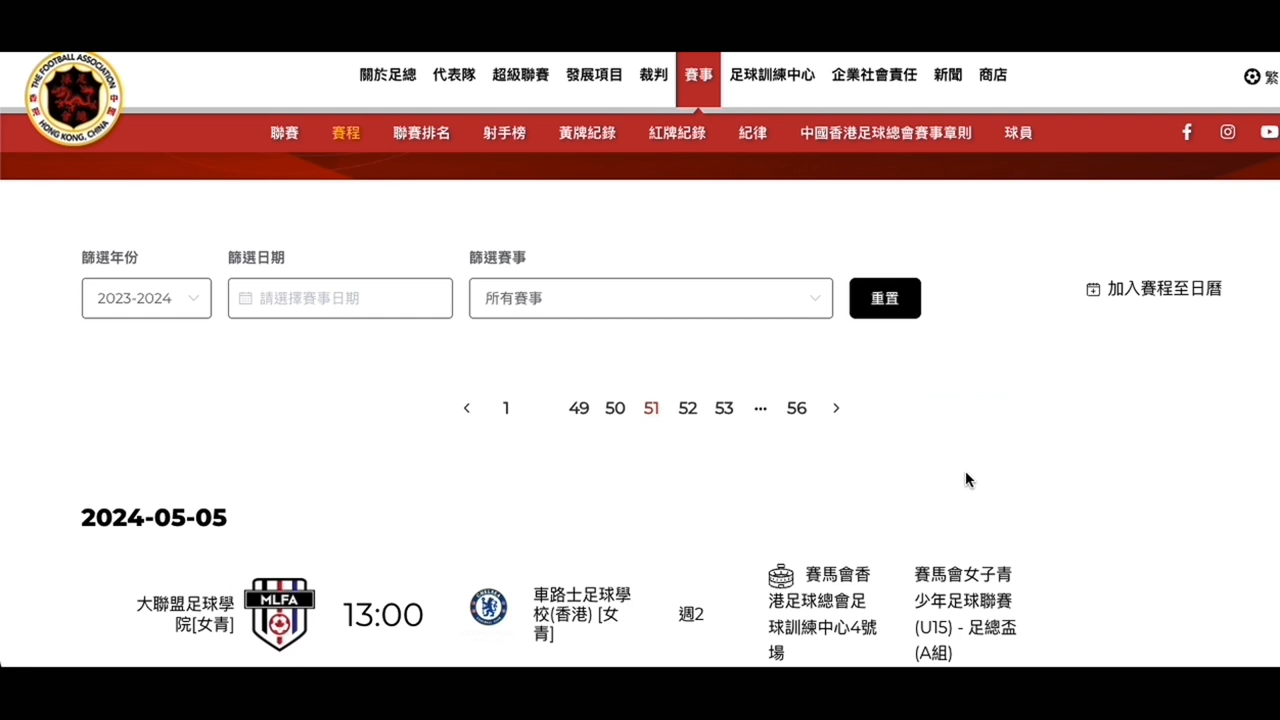 THE FOOTBALL ASSOCIATION
HONG KONG, CHINA
關於足總 代表隊 超級聯賽 發展項目 裁判 賽事 足球訓練中心 企業社會責任 新聞 商店 繁
聯賽 賽程 聯賽排名 射手榜 黃牌紀錄 紅牌紀錄 紀律 中國香港足球總會賽事章則 球員
篩選年份 篩選日期 篩選賽事
2023-2024 請選擇賽事日期 所有賽事 重置 加入賽程至日曆
1 49 50 51 52 53 ··· 56
2024-05-05
大聯盟足球學
院[女青]
MLFA
13:00
車路士足球學
校(香港) [女
青]
週2
賽馬會香
港足球總會足
球訓練中心4號
場
賽馬會女子青
少年足球聯賽
(U15) - 足總盃
(A組)